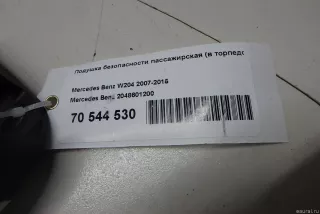 Подушка безопасности пассажирская (в торпедо
Mercedes Benz W204 2007-2015
Mercedes Benz 2048601200
70 544 530